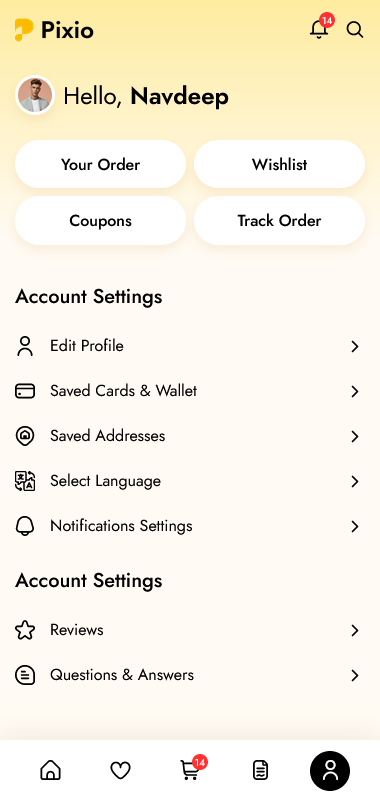 Pixio
14
Hello, Navdeep
Your Order
Wishlist
Coupons
Track Order
Account Settings
Edit Profile
Saved Cards & Wallet
Saved Addresses
Select Language
Notifications Settings
Account Settings
Reviews
Questions & Answers
14